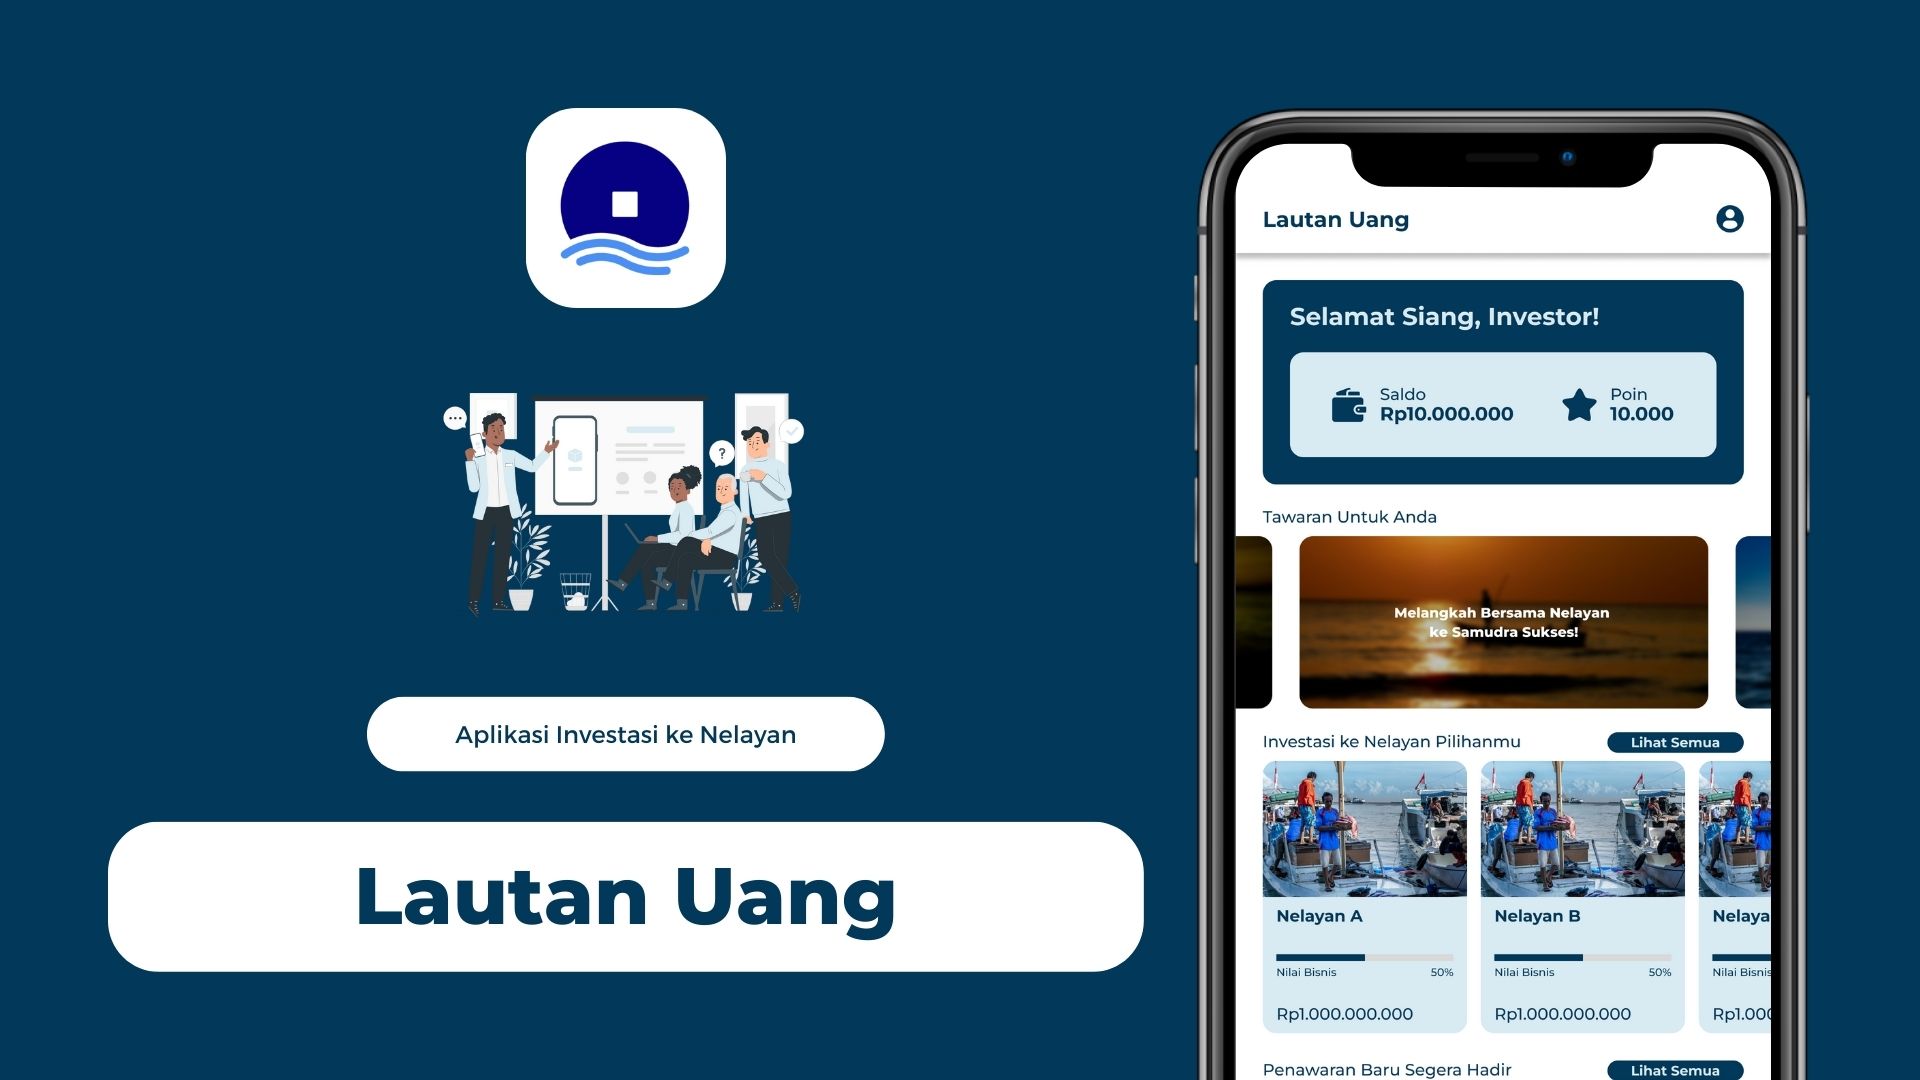 Aplikasi Investasi ke Nelayan
Lautan Uang
?
Lautan Uang
Selamat Siang, Investor!
Saldo
Rp10.000.000
Poin
10.000
Tawaran Untuk Anda
Melangkah Bersama Nelayan
ke Samudra Sukses!
Investasi ke Nelayan Pilihanmu
Lihat Semua
Nelayan A
Nilai Bisnis 50%
Rp1.000.000.000
Nelayan B
Nilai Bisnis 50%
Rp1.000.000.000
Nelaya
Nilai Bisnis
Rp1.000
Penawaran Baru Segera Hadir
Lihat Semua